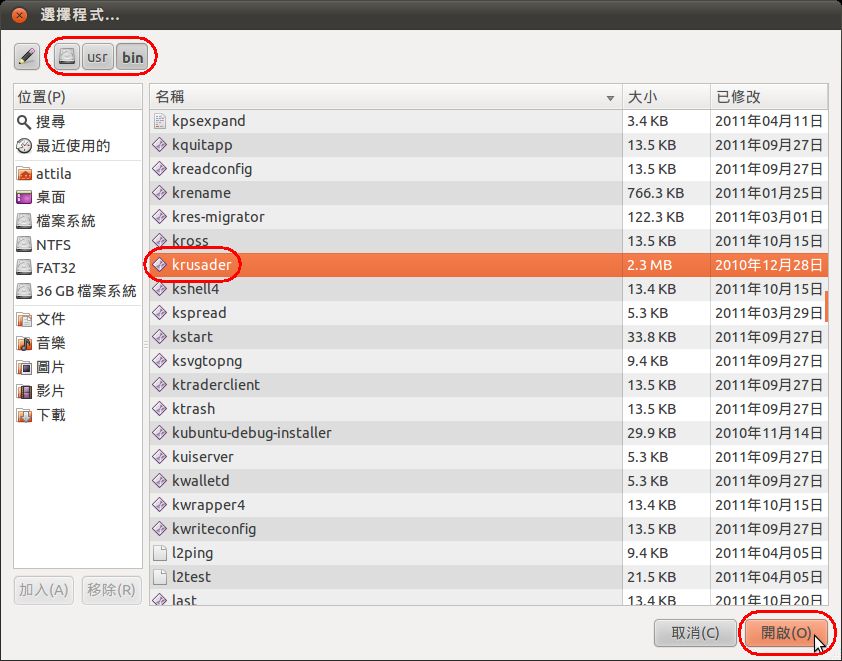 選擇程式...
usr bin
位置(P)
搜尋
最近使用的
attila
桌面
檔案系統
NTFS
FAT32
36 GB 檔案系統
文件
音樂
圖片
影片
下載
加入(A) 移除(R)
名稱 大小 已修改
kpsexpand 3.4 KB 2011年04月11日
kquitapp 13.5 KB 2011年09月27日
kreadconfig 13.5 KB 2011年09月27日
krename 766.3 KB 2011年01月25日
kres-migrator 122.3 KB 2011年03月01日
kross 13.5 KB 2011年10月15日
krusader 2.3 MB 2010年12月28日
kshell4 13.4 KB 2011年10月15日
kspread 5.3 KB 2011年03月29日
kstart 33.8 KB 2011年09月27日
ksvgtopng 9.4 KB 2011年09月27日
ktraderclient 13.5 KB 2011年09月27日
ktrash 13.5 KB 2011年09月27日
kubuntu-debug-installer 29.9 KB 2010年11月14日
kuiserver 5.3 KB 2011年09月27日
kwalletd 5.3 KB 2011年09月27日
kwrapper4 13.4 KB 2011年10月15日
kwriteconfig 13.5 KB 2011年09月27日
l2ping 9.4 KB 2011年04月05日
l2test 21.5 KB 2011年04月05日
last 13.4 KB 2011年10月20日
取消(C) 開啟(O)